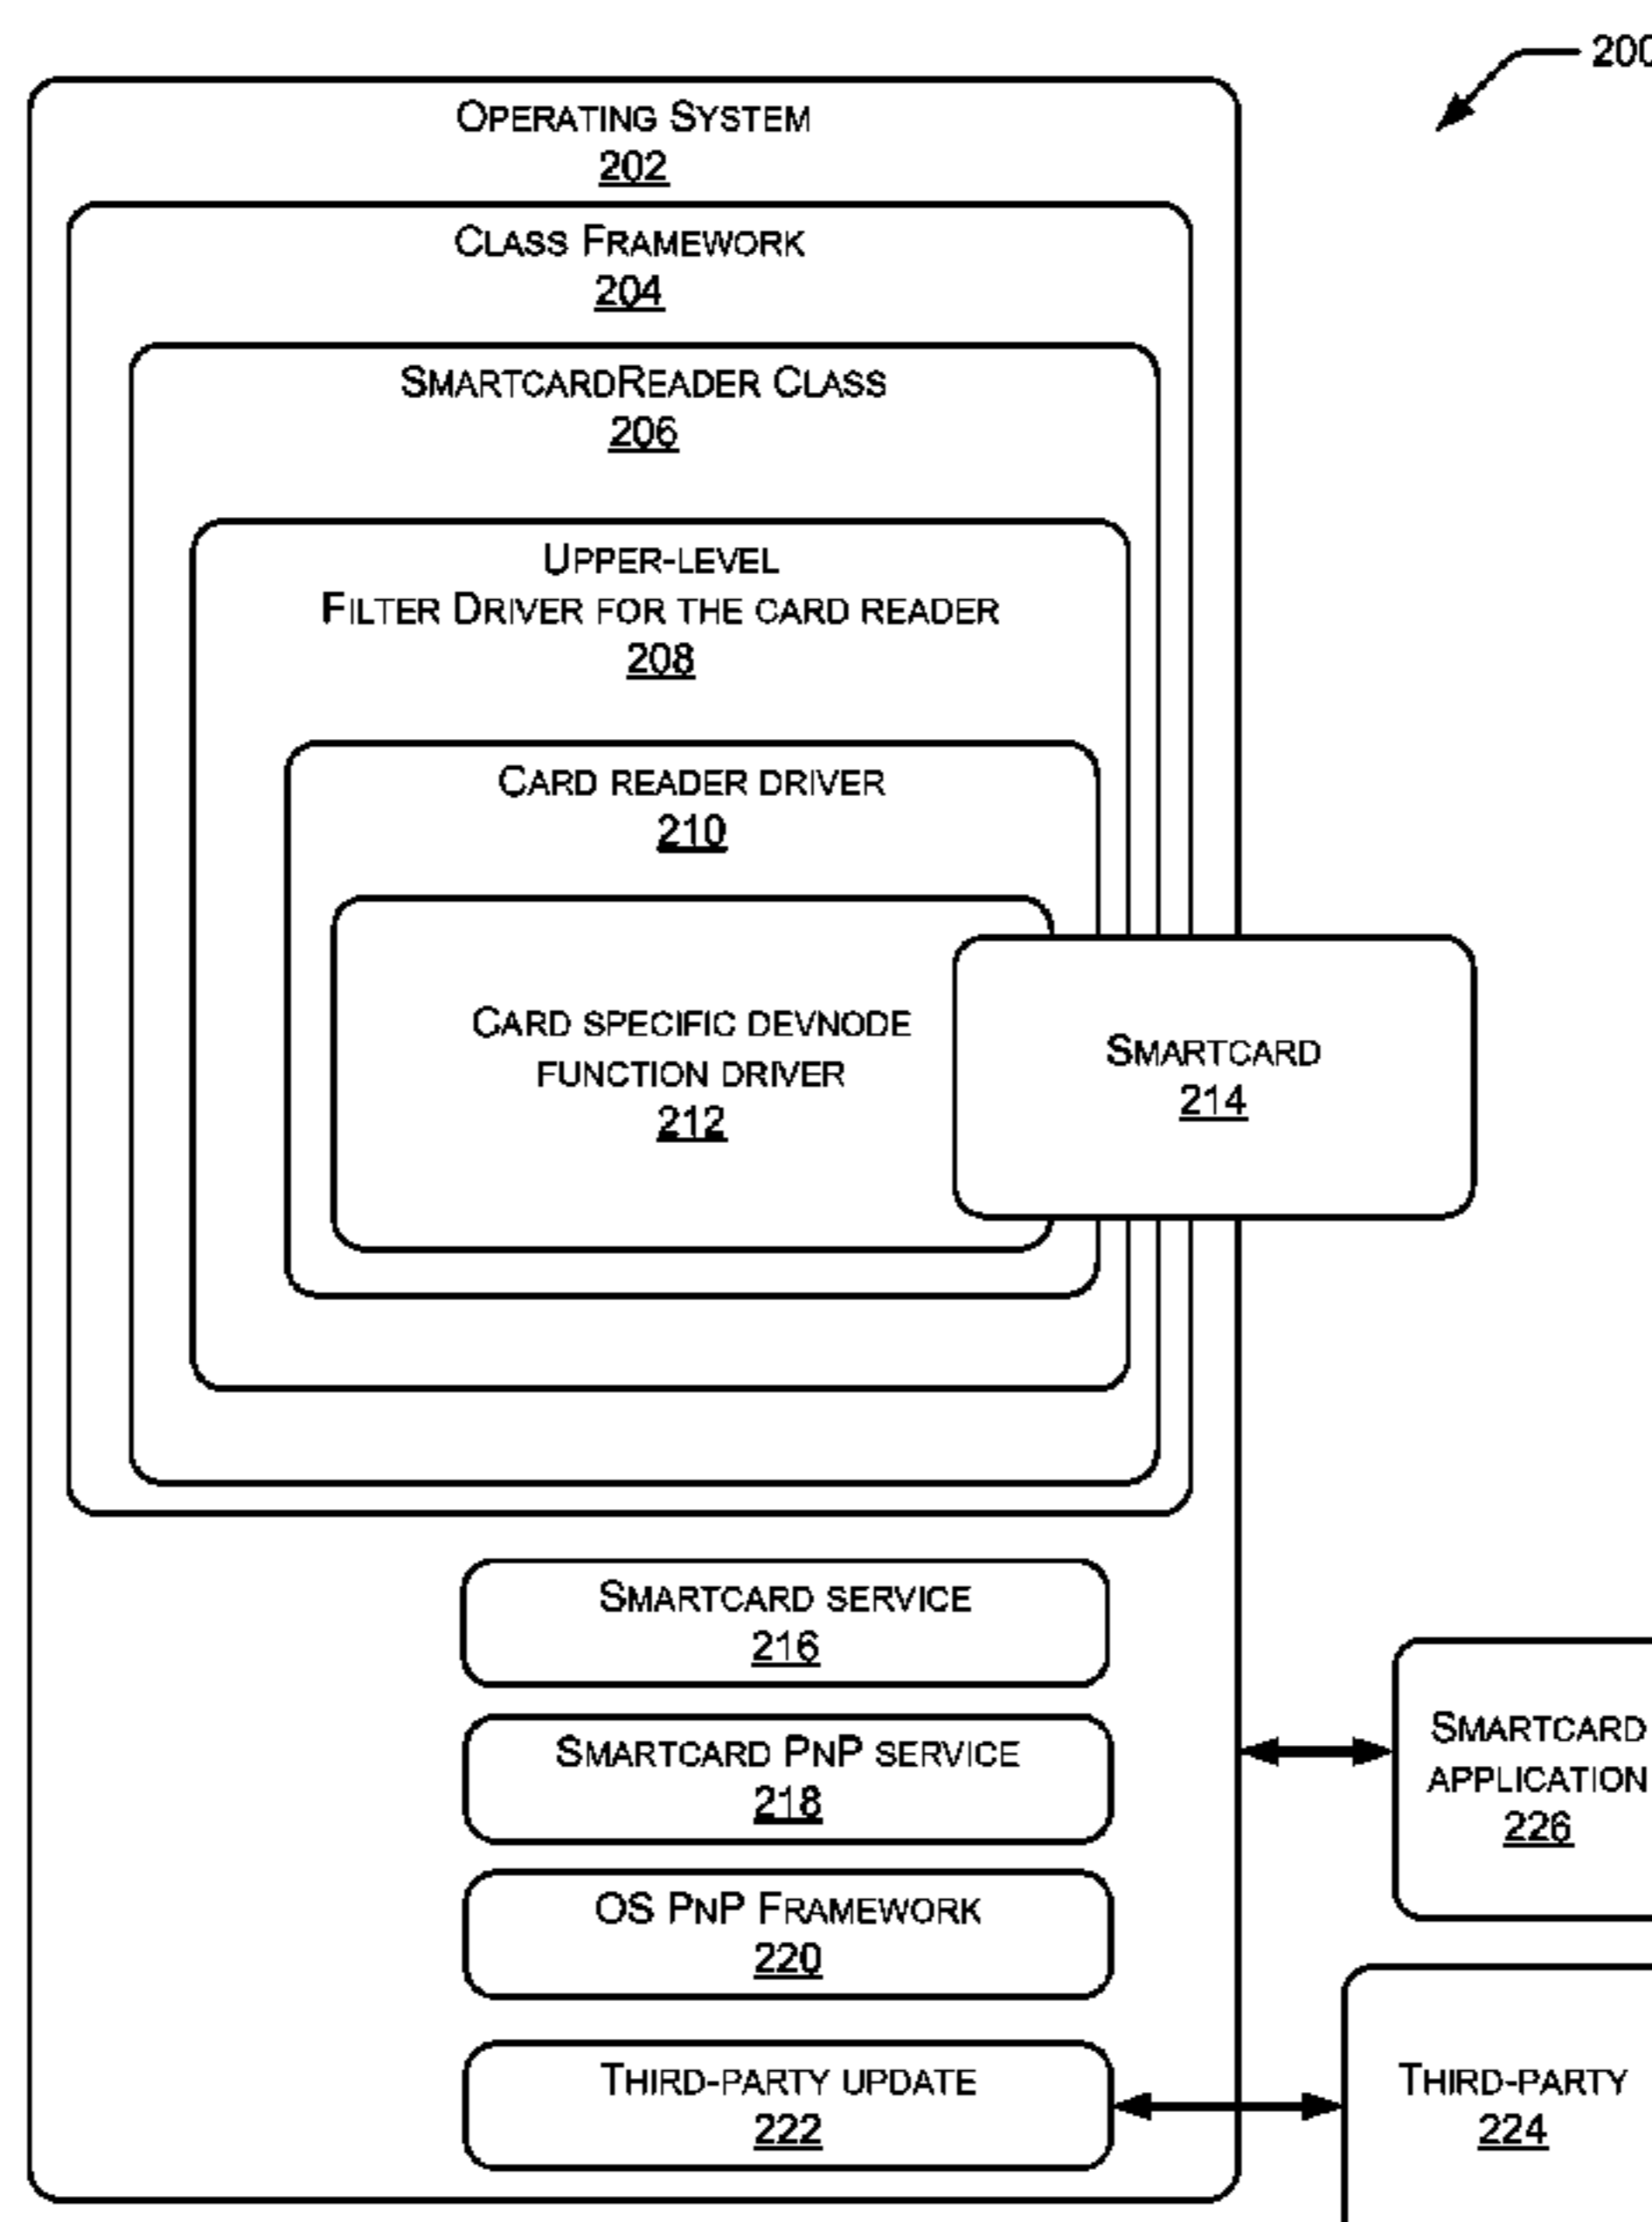 200
OPERATING SYSTEM
202
CLASS FRAMEWORK
204
SMARTCARDREADER CLASS
206
UPPER-LEVEL
FILTER DRIVER FOR THE CARD READER
208
CARD READER DRIVER
210
CARD SPECIFIC DEVNODE
FUNCTION DRIVER
212
SMARTCARD
214
SMARTCARD SERVICE
216
SMARTCARD PNP SERVICE
218
OS PNP FRAMEWORK
220
THIRD-PARTY UPDATE
222
SMARTCARD
APPLICATION
226
THIRD-PARTY
224